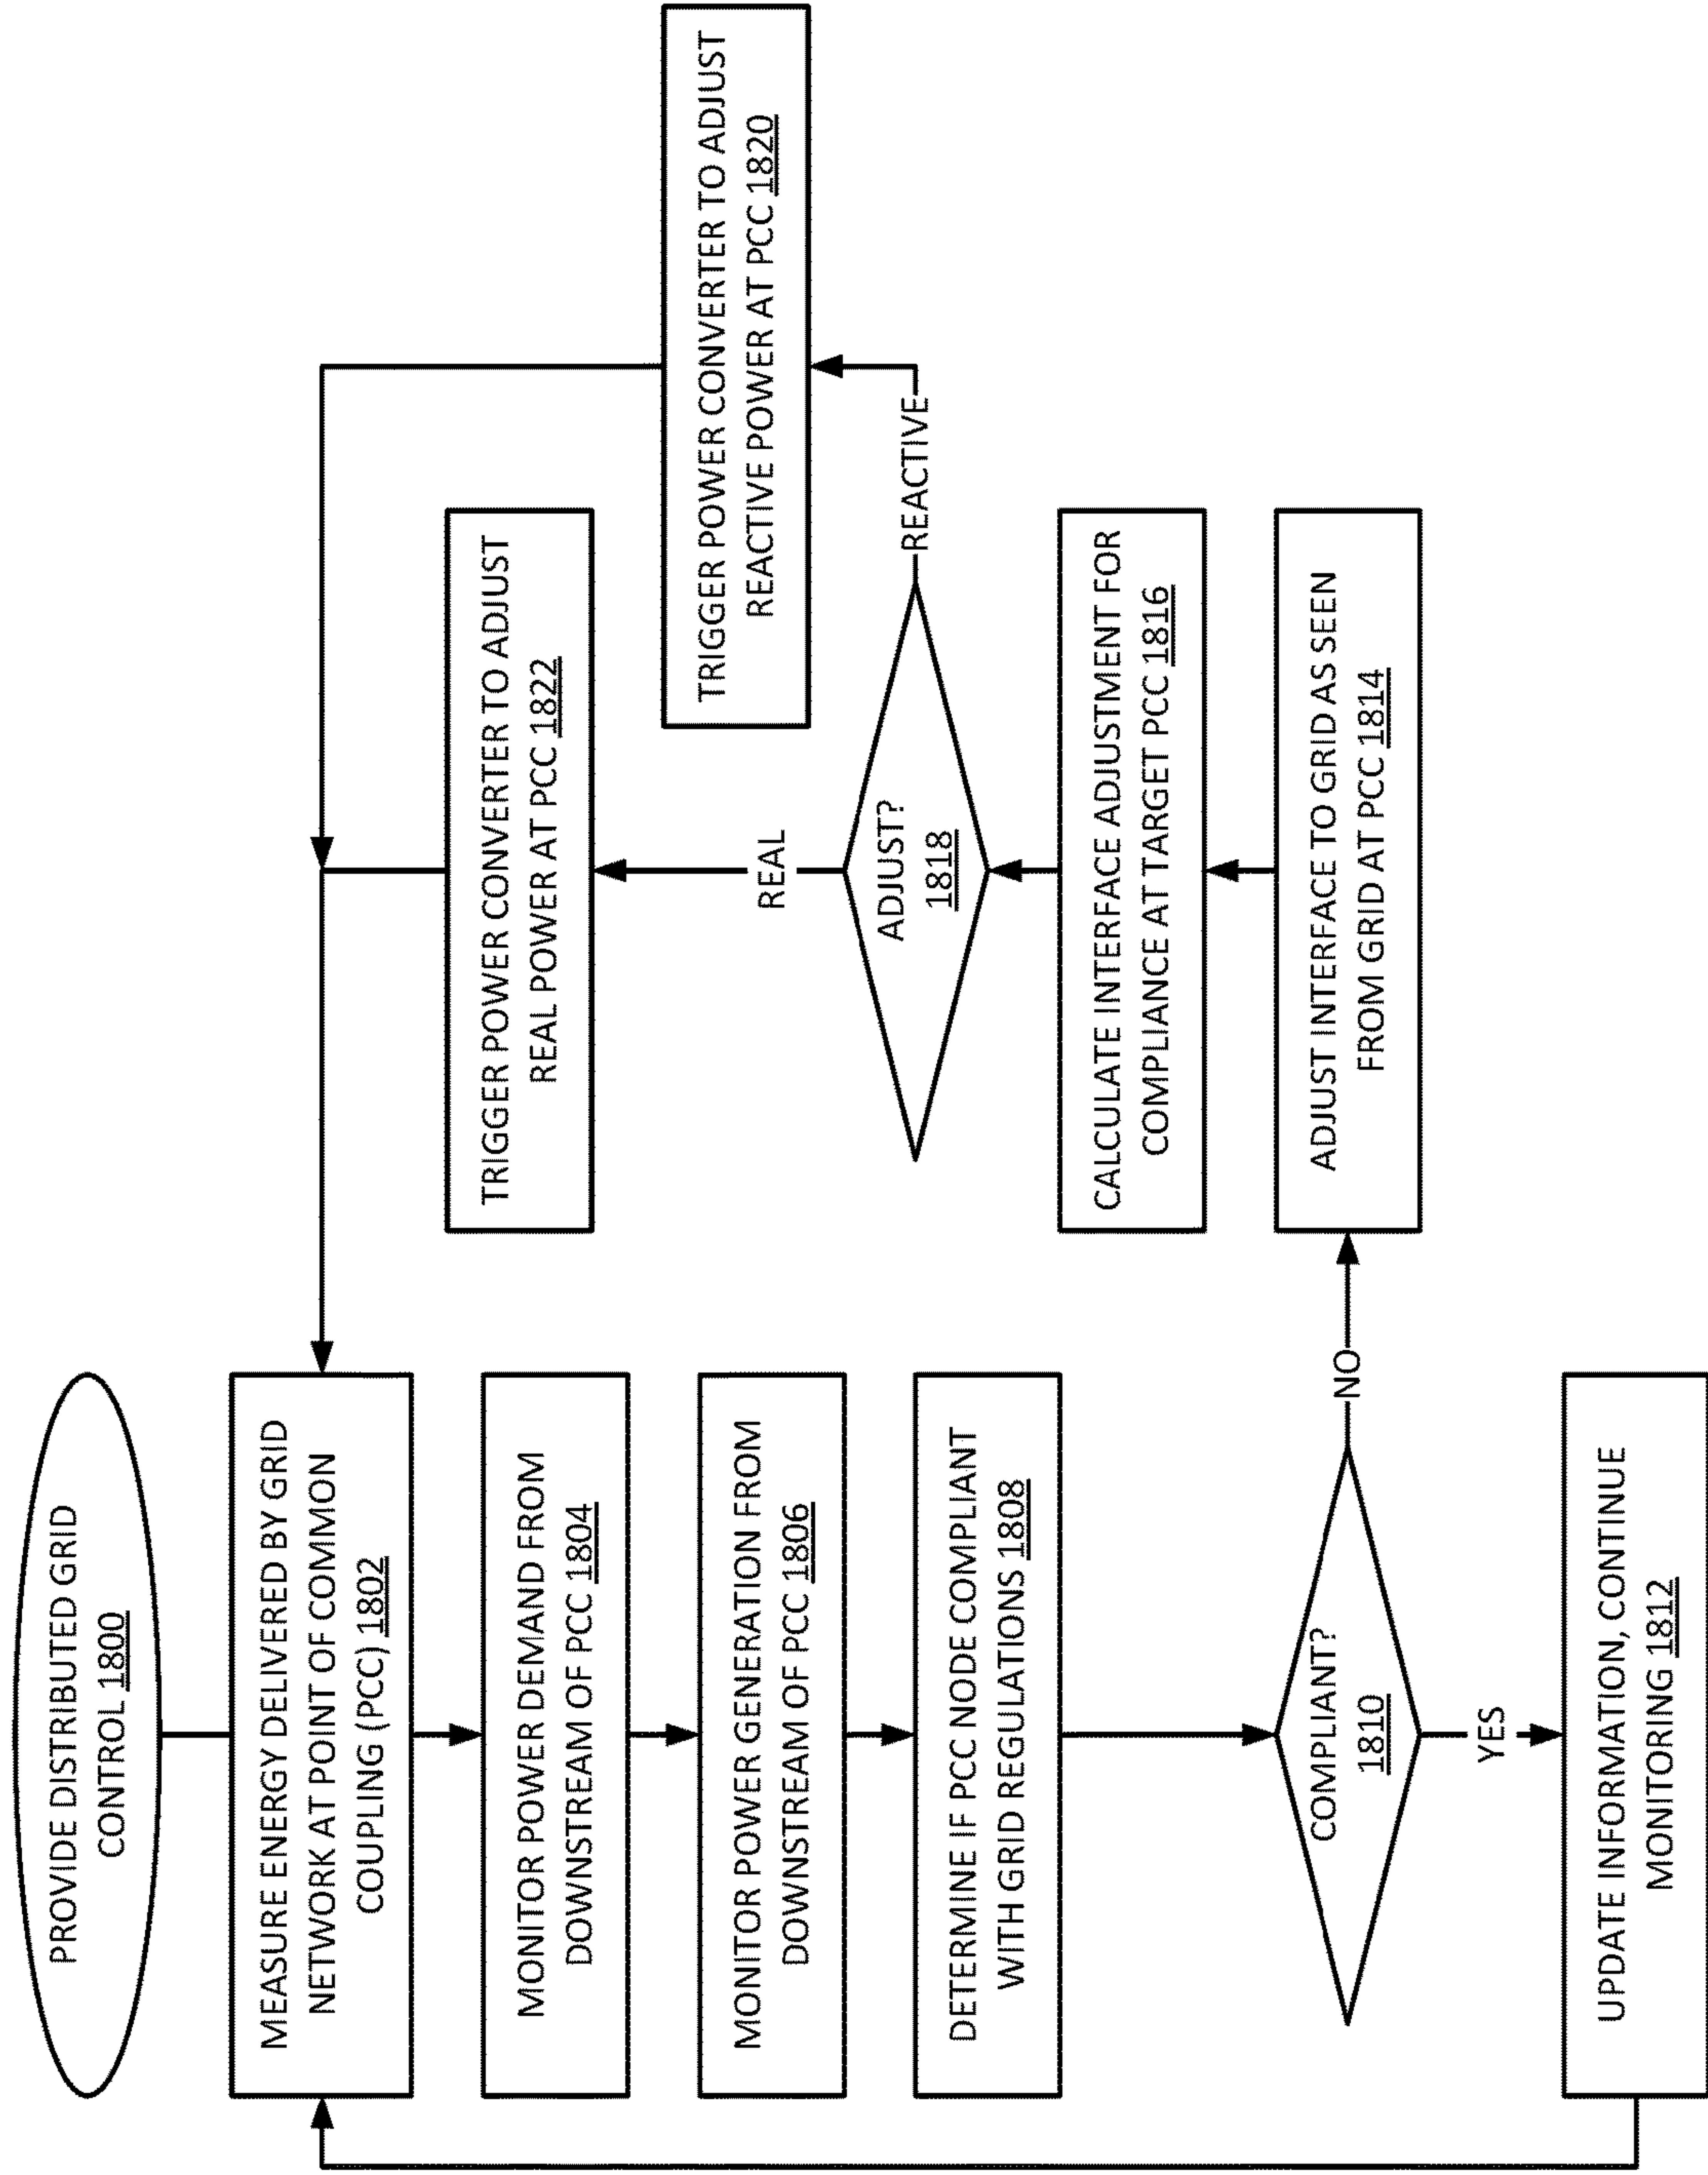 PROVIDE DISTRIBUTED GRID
CONTROL 1800
MEASURE ENERGY DELIVERED BY GRID
NETWORK AT POINT OF COMMON
COUPLING (PCC) 1802
MONITOR POWER DEMAND FROM
DOWNSTREAM OF PCC 1804
MONITOR POWER GENERATION FROM
DOWNSTREAM OF PCC 1806
DETERMINE IF PCC NODE COMPLIANT
WITH GRID REGULATIONS 1808
COMPLIANT?
1810
YES
NO
UPDATE INFORMATION, CONTINUE
MONITORING 1812
ADJUST INTERFACE TO GRID AS SEEN
FROM GRID AT PCC 1814
CALCULATE INTERFACE ADJUSTMENT FOR
COMPLIANCE AT TARGET PCC 1816
ADJUST?
1818
REAL
REACTIVE
TRIGGER POWER CONVERTER TO ADJUST
REACTIVE POWER AT PCC 1820
TRIGGER POWER CONVERTER TO ADJUST
REAL POWER AT PCC 1822